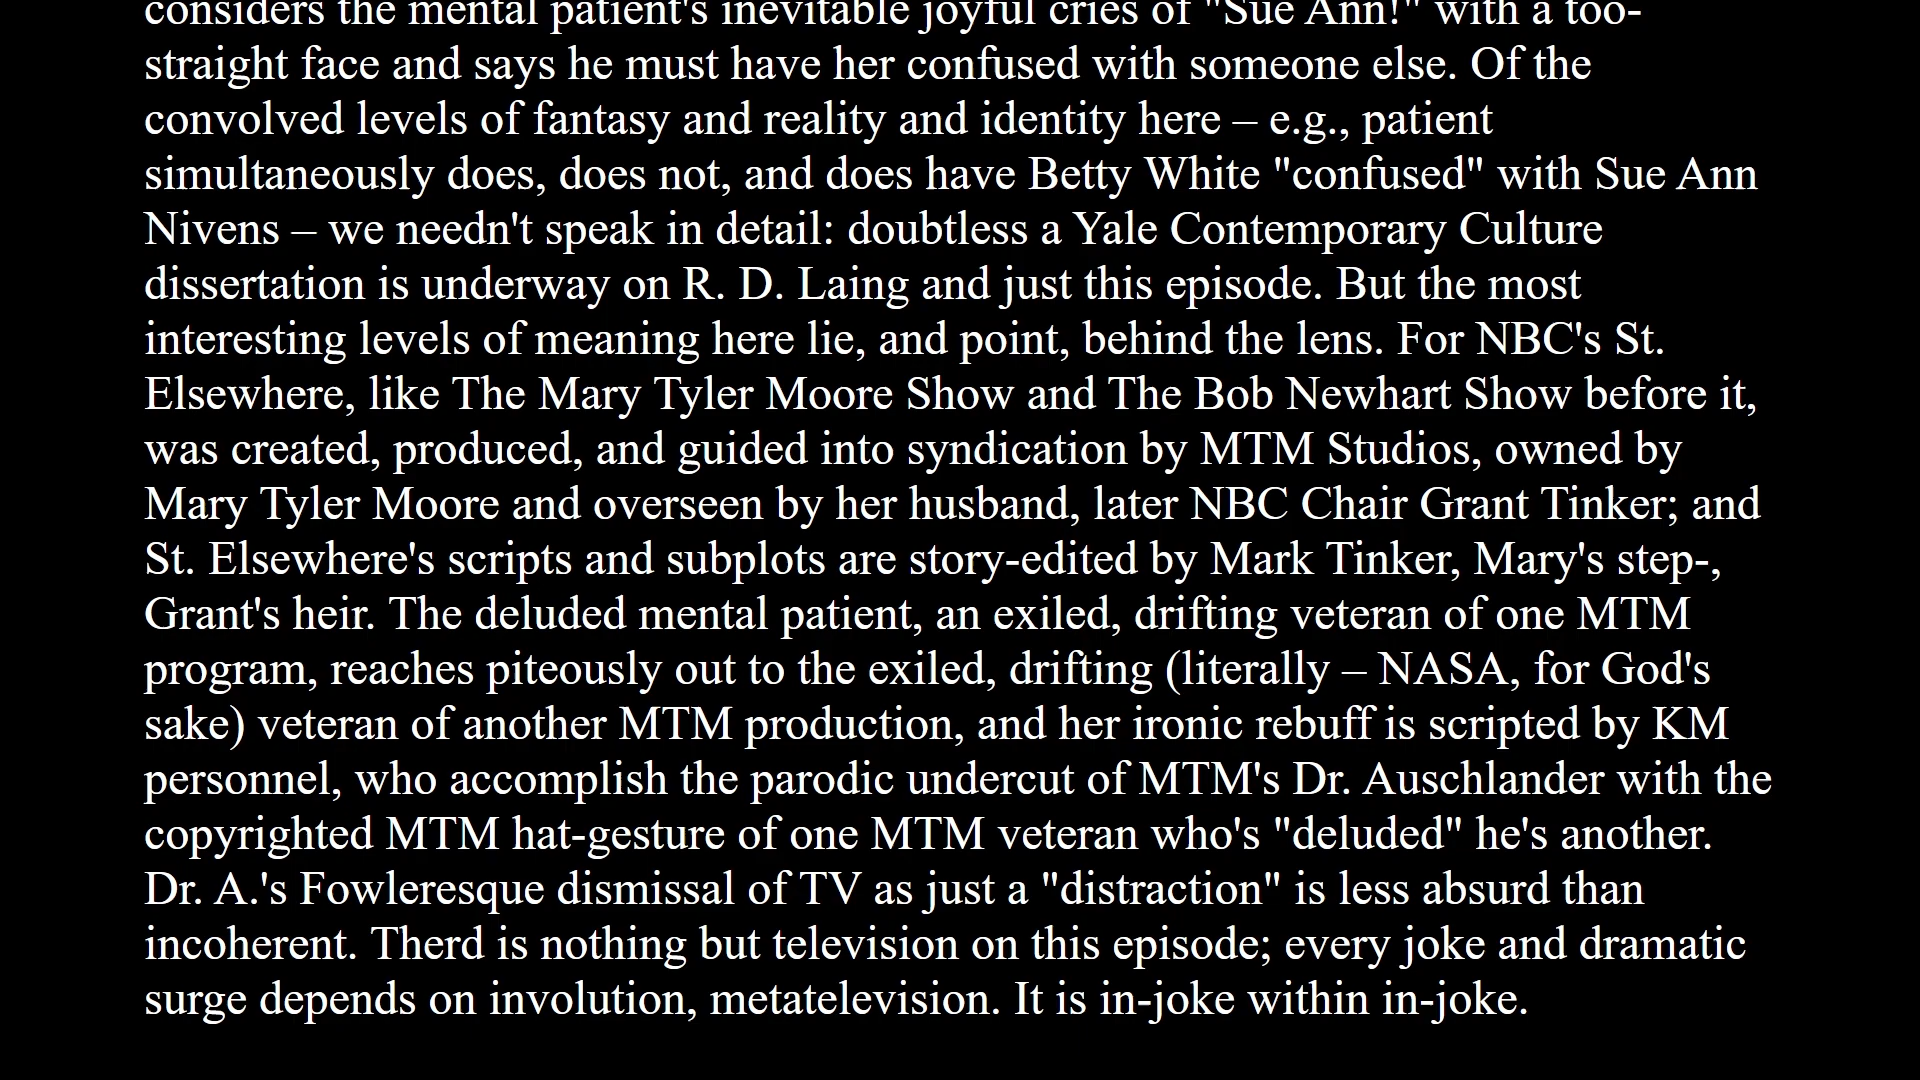 considers the mental patient's inevitable joyful cries of "Sue Ann!" with a too-
straight face and says he must have her confused with someone else. Of the
convolved levels of fantasy and reality and identity here – e.g., patient
simultaneously does, does not, and does have Betty White "confused" with Sue Ann
Nivens – we needn't speak in detail: doubtless a Yale Contemporary Culture
dissertation is underway on R. D. Laing and just this episode. But the most
interesting levels of meaning here lie, and point, behind the lens. For NBC's St.
Elsewhere, like The Mary Tyler Moore Show and The Bob Newhart Show before it,
was created, produced, and guided into syndication by MTM Studios, owned by
Mary Tyler Moore and overseen by her husband, later NBC Chair Grant Tinker; and
St. Elsewhere's scripts and subplots are story-edited by Mark Tinker, Mary's step-,
Grant's heir. The deluded mental patient, an exiled, drifting veteran of one MTM
program, reaches piteously out to the exiled, drifting (literally – NASA, for God's
sake) veteran of another MTM production, and her ironic rebuff is scripted by KM
personnel, who accomplish the parodic undercut of MTM's Dr. Auschlander with the
copyrighted MTM hat-gesture of one MTM veteran who's "deluded" he's another.
Dr. A.'s Fowleresque dismissal of TV as just a "distraction" is less absurd than
incoherent. Therd is nothing but television on this episode; every joke and dramatic
surge depends on involution, metatelevision. It is in-joke within in-joke.